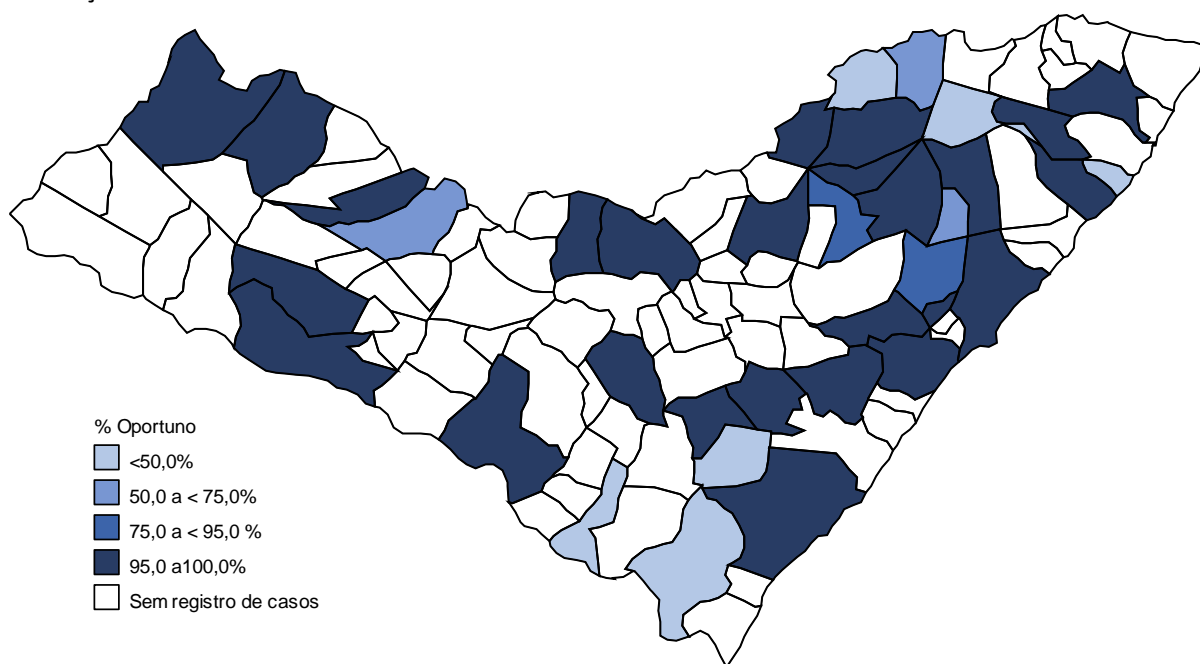 % Oportuno
<50,0%
50,0 a < 75,0%
75,0 a < 95,0 %
95,0 a100,0%
Sem registro de casos